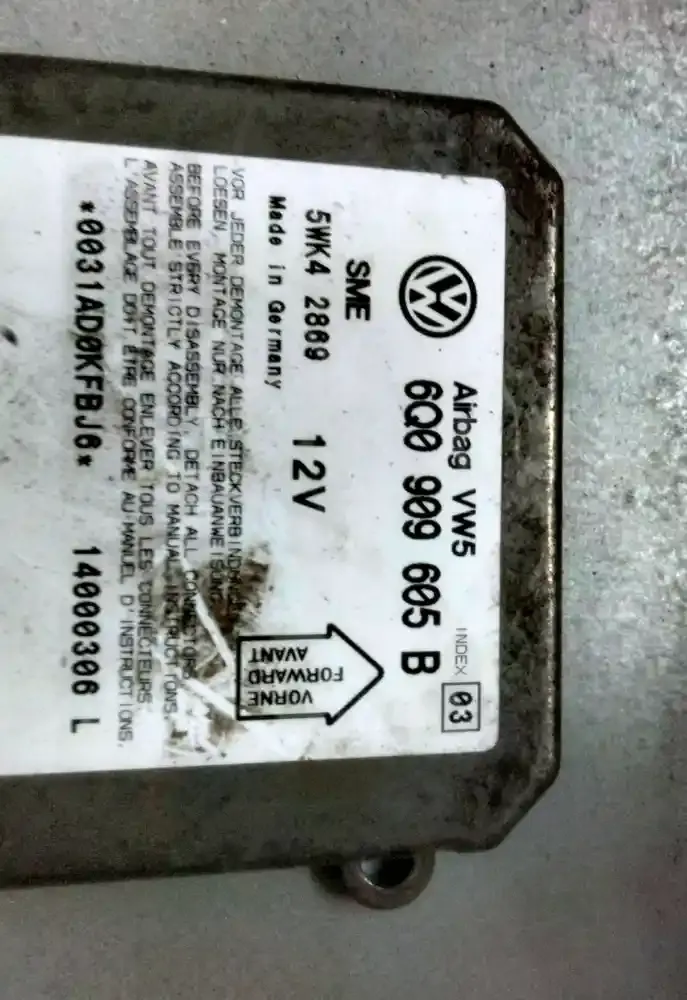 Airbag VW5 INDEX 03
6Q0 909 605 B
SME
5WK4 2869 12V
Made in Germany
VORNE
FORWARD
AVANT
VOR JEDER DEMONTAGE ALLE STECKVERBINDUNG
LOESEN, MONTAGE NUR NACH EINBAUANWEISUNG
BEFORE EVERY DISASSEMBLY, DETACH ALL CONNECTORS
ASSEMBLE STRICTLY ACCORDING TO MANUAL INSTRUCTIONS.
AVANT TOUT DEMONTAGE ENLEVER TOUS LES CONNECTEURS
L'ASSEMBLAGE DOIT ETRE CONFORME AU MANUEL D'INSTRUCTIONS.
*0031AD0KFBJ6* 14000306 L